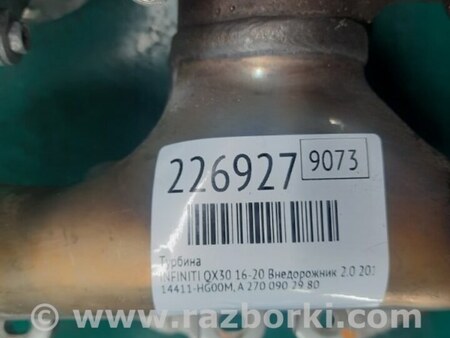 226927
9073
Турбина
INFINITI QX30 16-20 Внедорожник 2.0 201
14411-HG00M, A 270 090 29 80
www.razborki.com